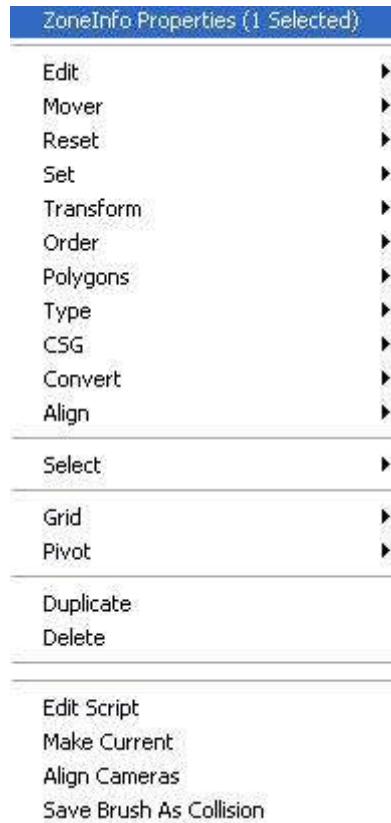 ZoneInfo Properties (1 Selected)
Edit
Mover
Reset
Set
Transform
Order
Polygons
Type
CSG
Convert
Align
Select
Grid
Pivot
Duplicate
Delete
Edit Script
Make Current
Align Cameras
Save Brush As Collision